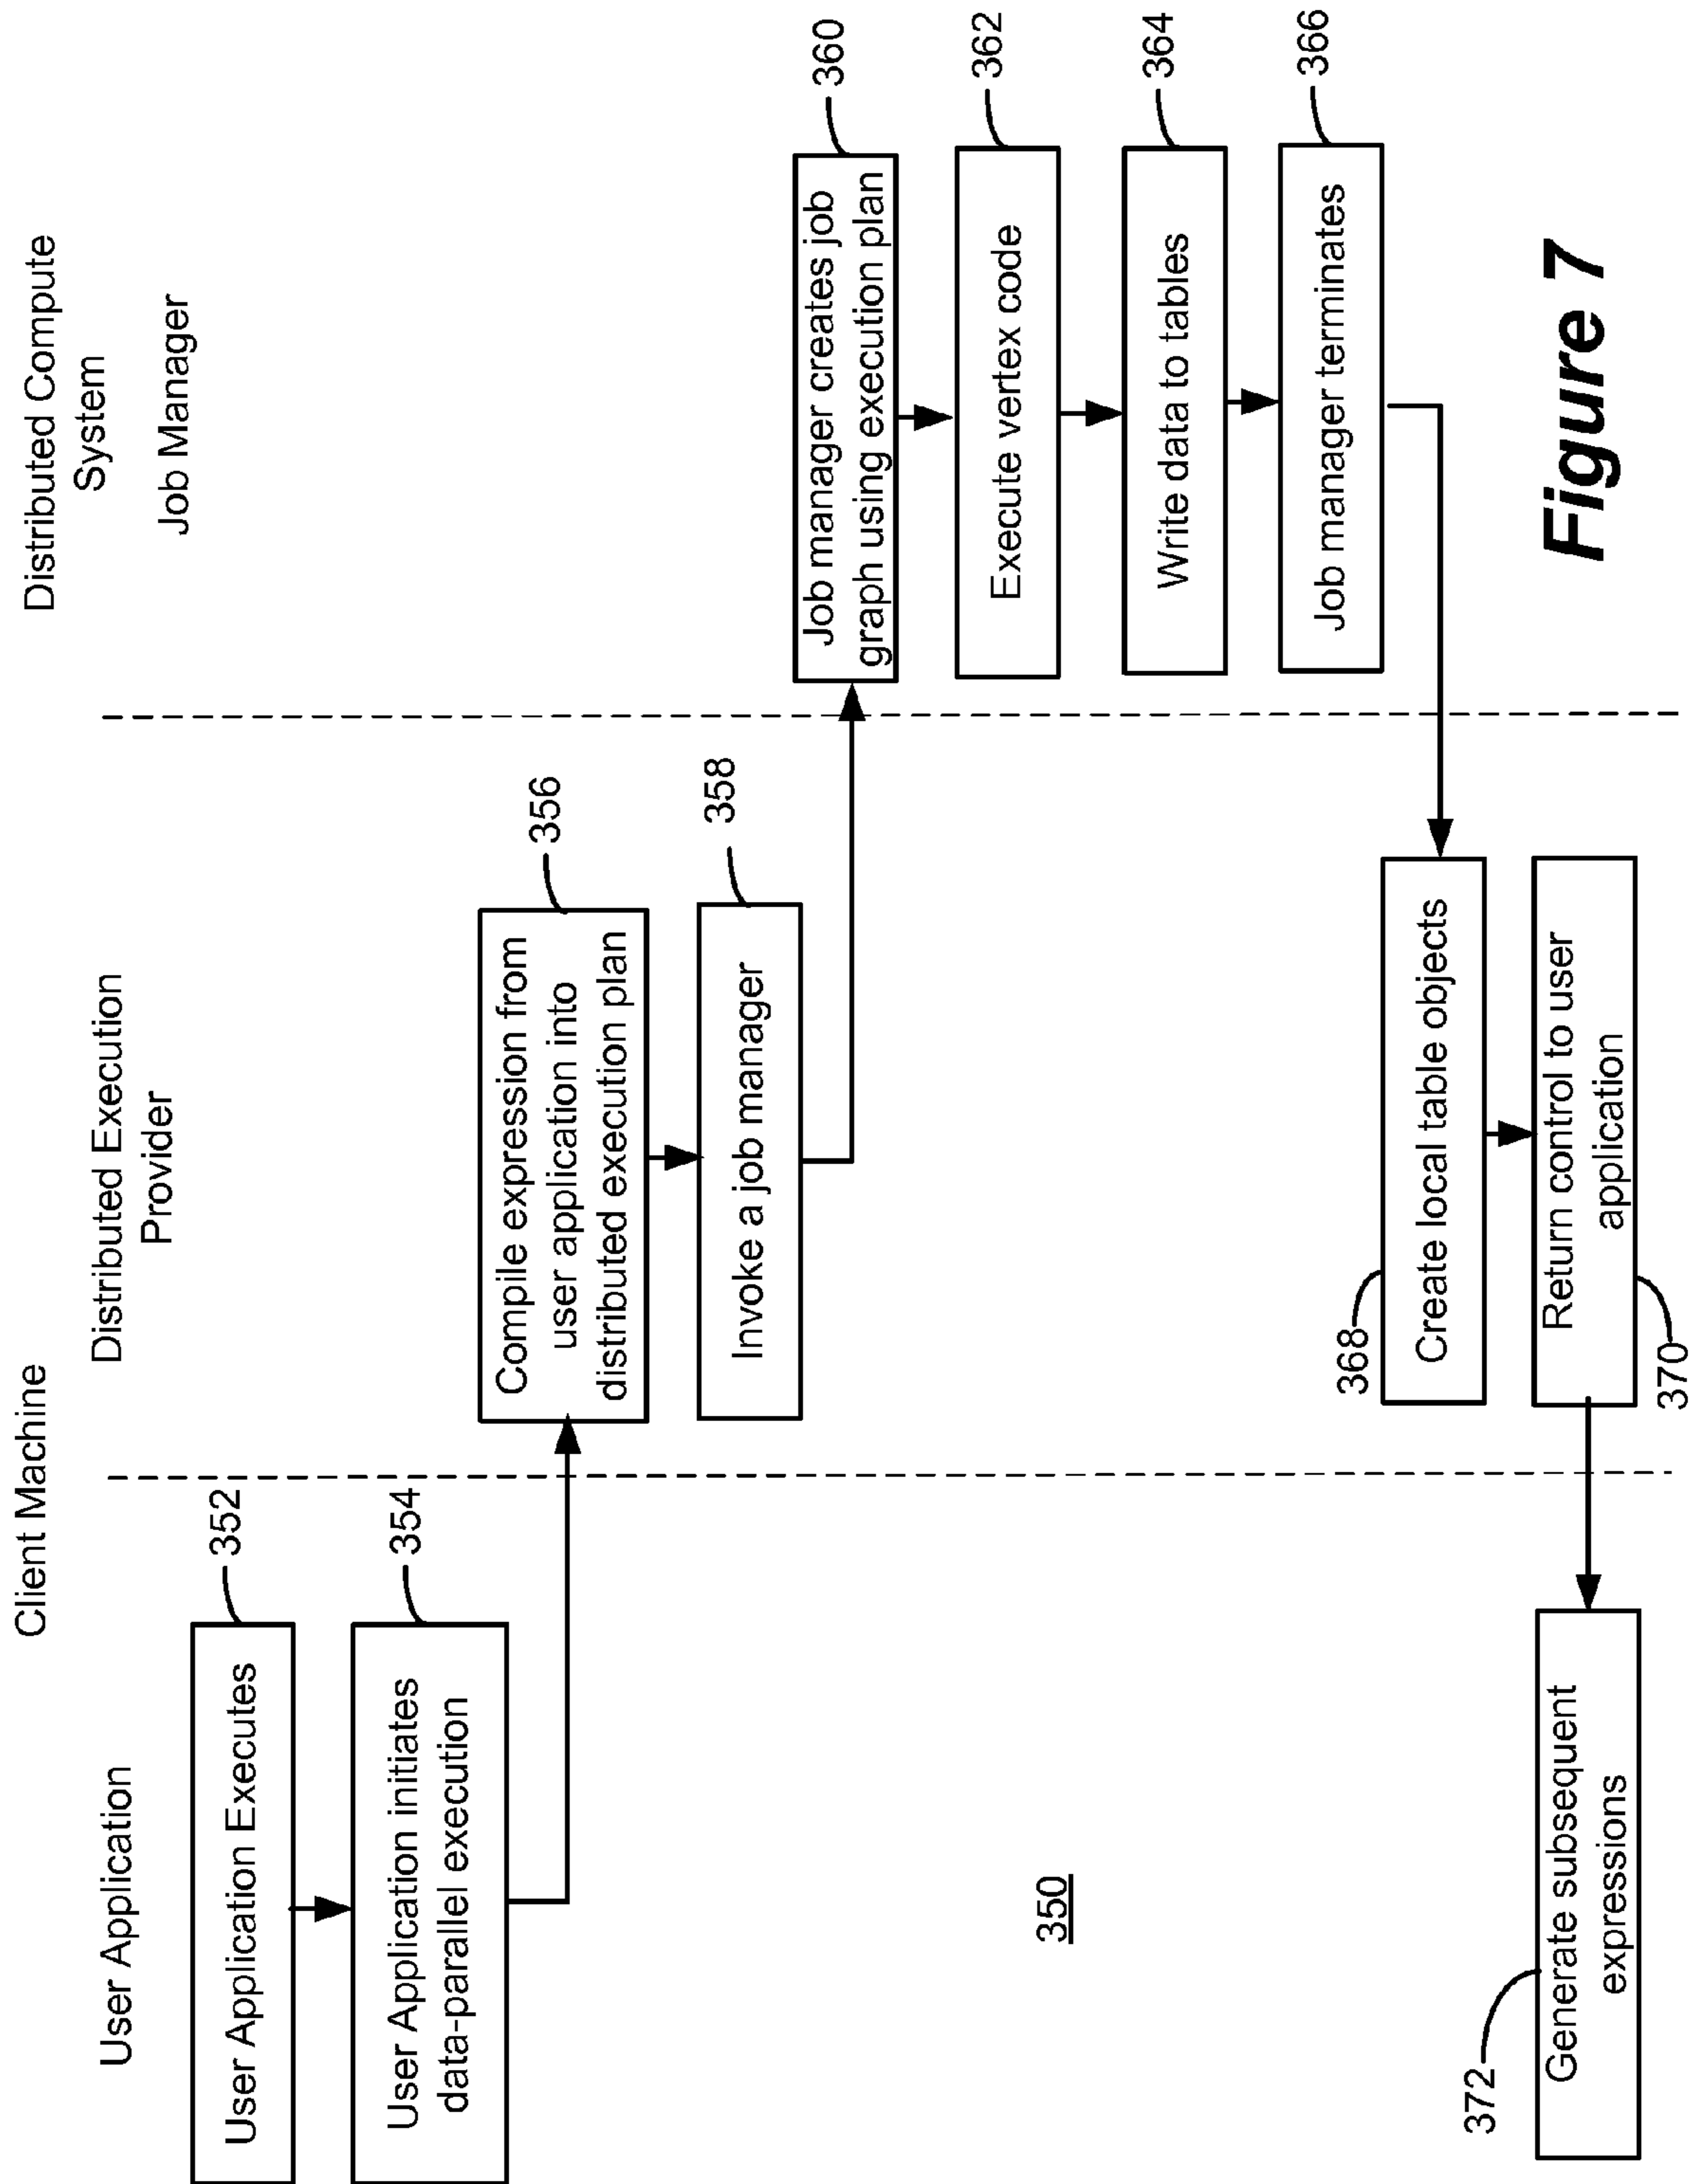 Client Machine
Distributed Compute
System
User Application
Distributed Execution
Provider
Job Manager
User Application Executes
352
User Application initiates
data-parallel execution
354
Compile expression from
user application into
distributed execution plan
356
Invoke a job manager
358
Job manager creates job
graph using execution plan
360
Execute vertex code
362
Write data to tables
364
Job manager terminates
366
368
Create local table objects
Return control to user
application
370
372
Generate subsequent
expressions
350
Figure 7